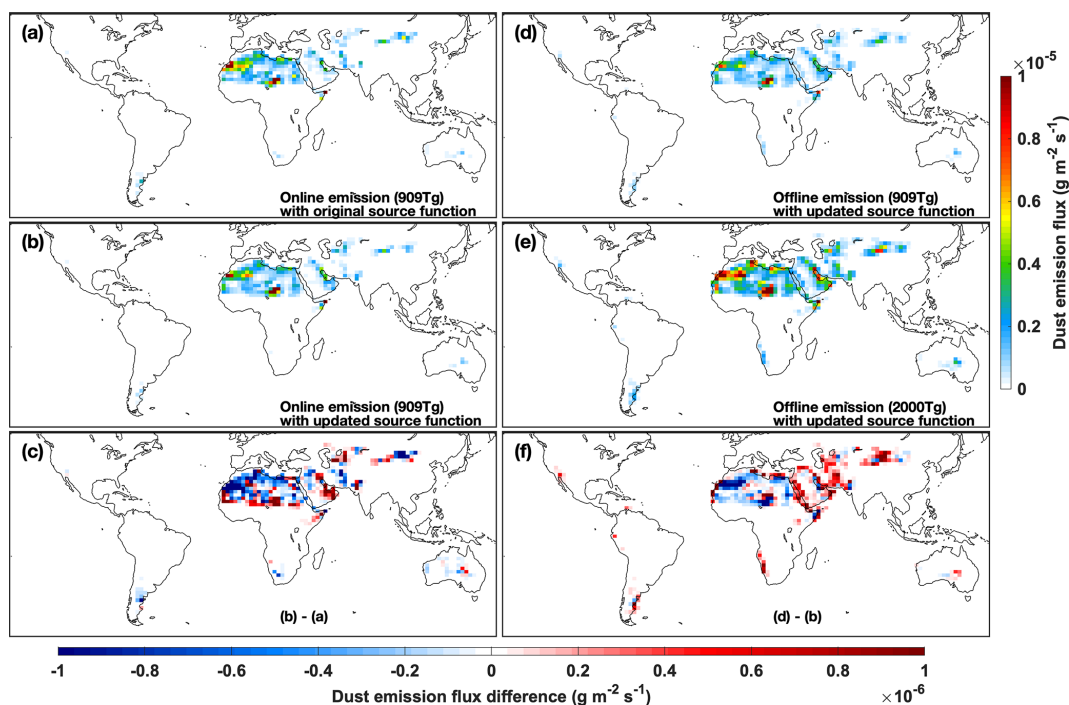 (a)
Online emission (909Tg)
with original source function
(d)
Offline emission (909Tg)
with updated source function
(b)
Online emission (909Tg)
with updated source function
(e)
Offline emission (2000Tg)
with updated source function
(c)
(b) - (a)
(f)
(d) - (b)
×10⁻⁵
1
0.8
0.6
0.4
0.2
0
Dust emission flux (g m⁻² s⁻¹)
-1 -0.8 -0.6 -0.4 -0.2 0 0.2 0.4 0.6 0.8 1
Dust emission flux difference (g m⁻² s⁻¹)
×10⁻⁶